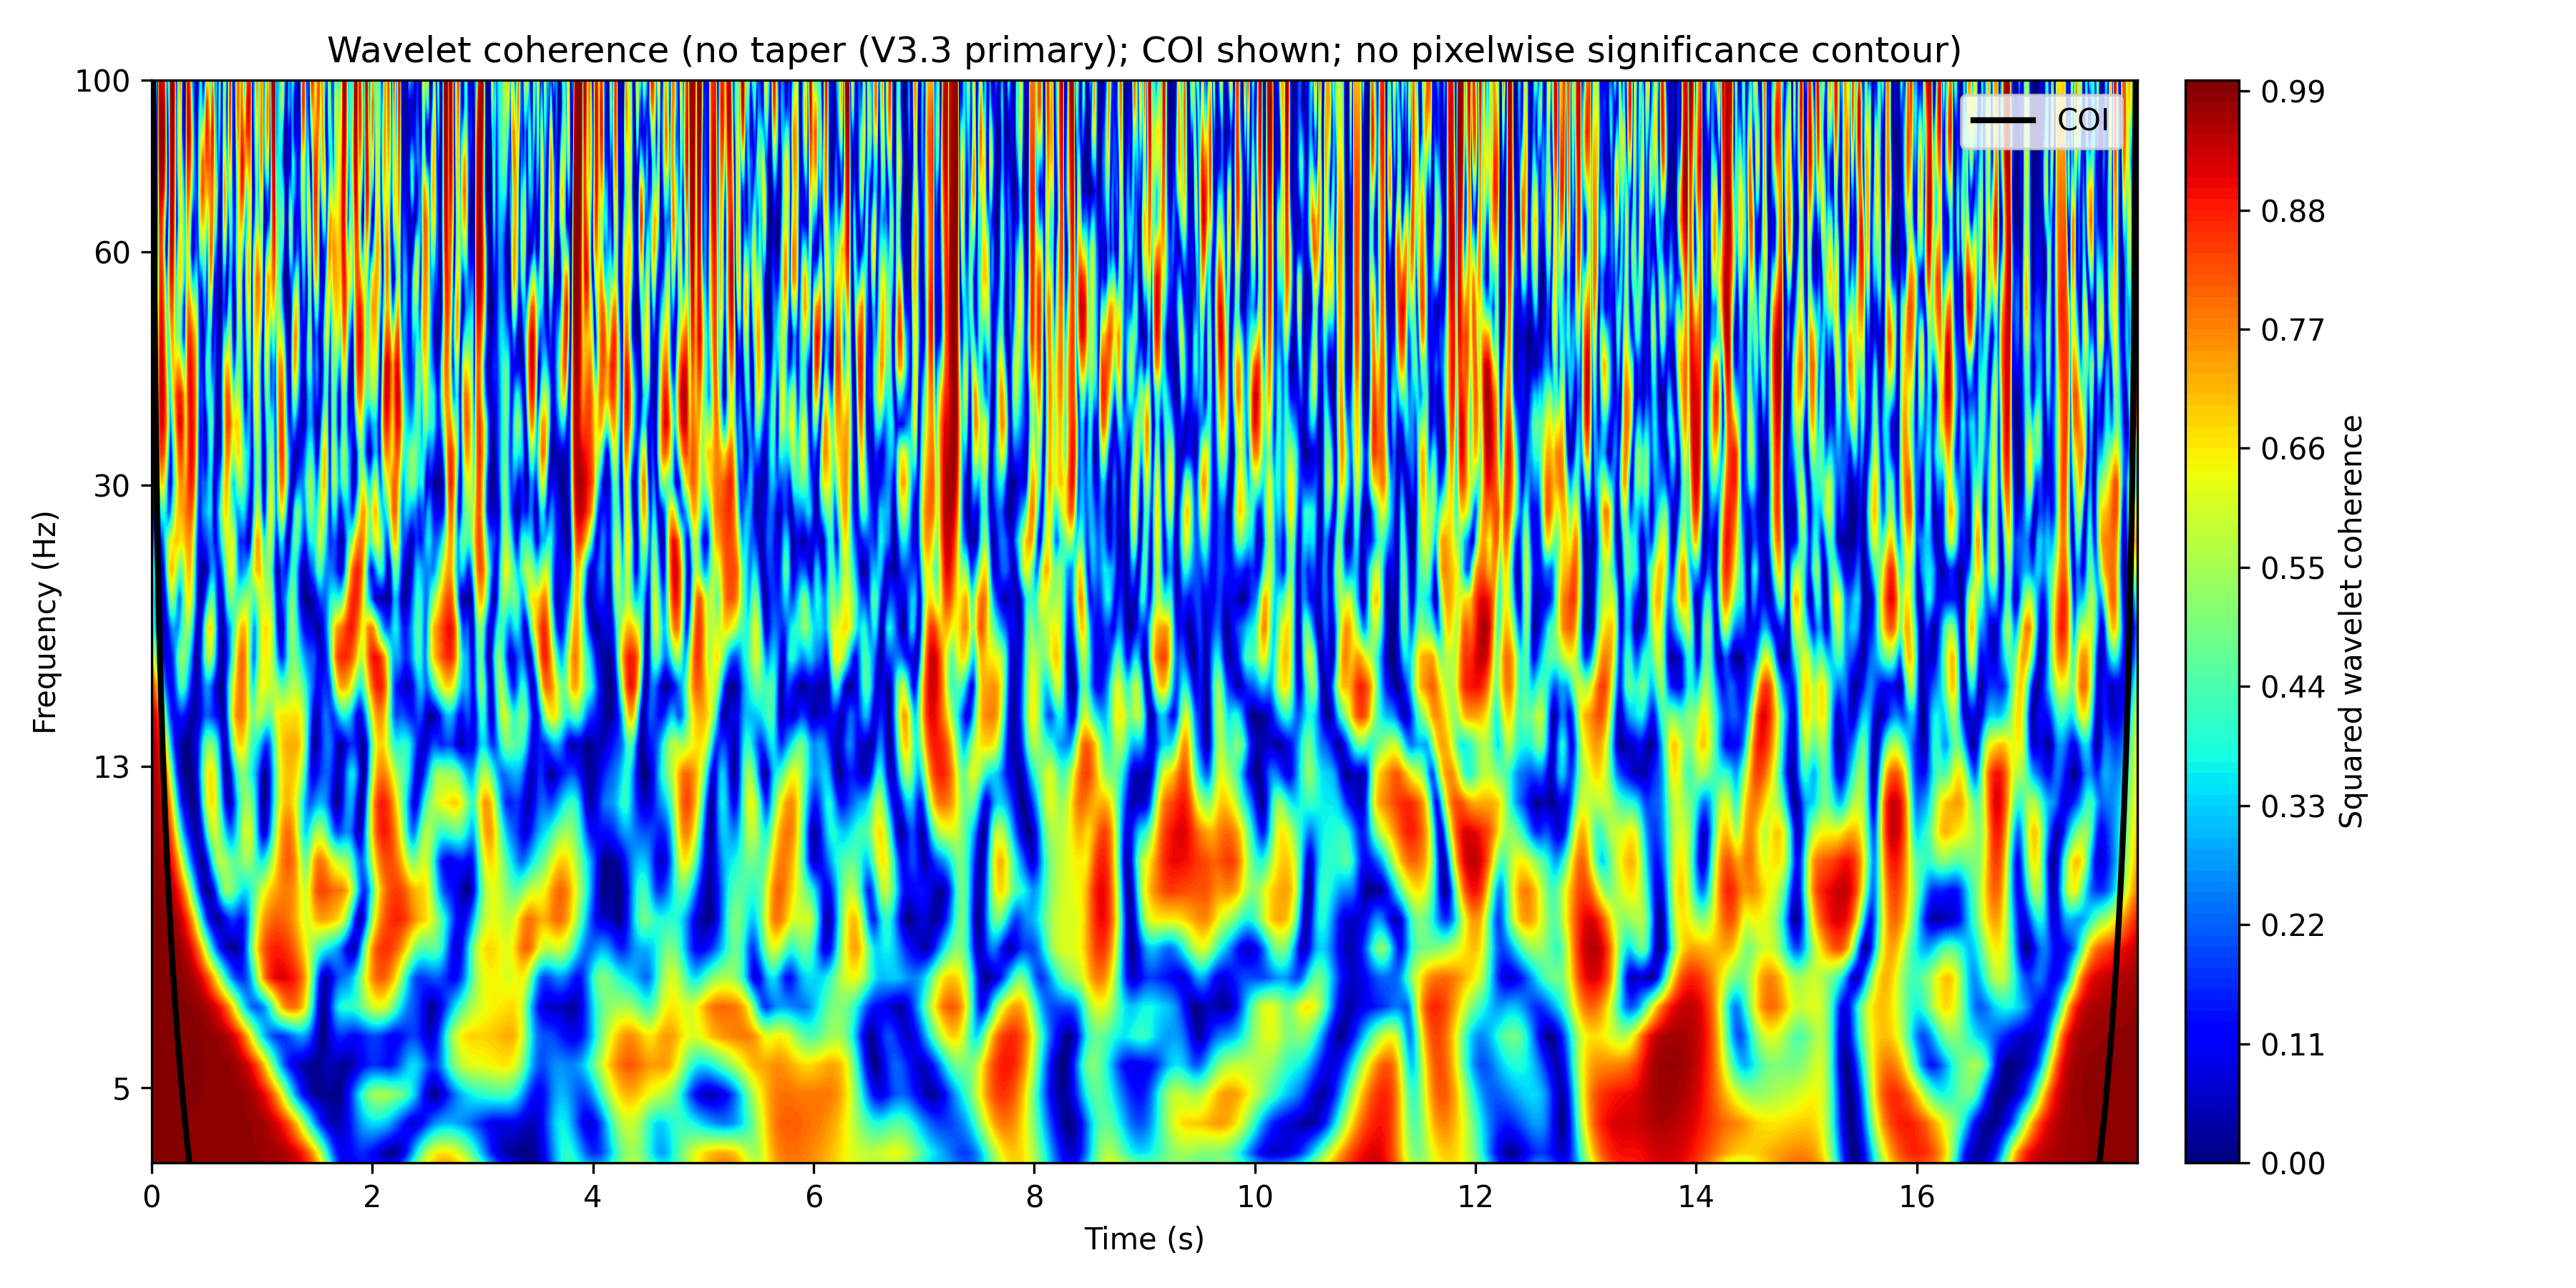 Wavelet coherence (no taper (V3.3 primary); COI shown; no pixelwise significance contour)
COI
Frequency (Hz)
100
60
30
13
5
0 2 4 6 8 10 12 14 16
Time (s)
0.99
0.88
0.77
0.66
0.55
0.44
0.33
0.22
0.11
0.00
Squared wavelet coherence